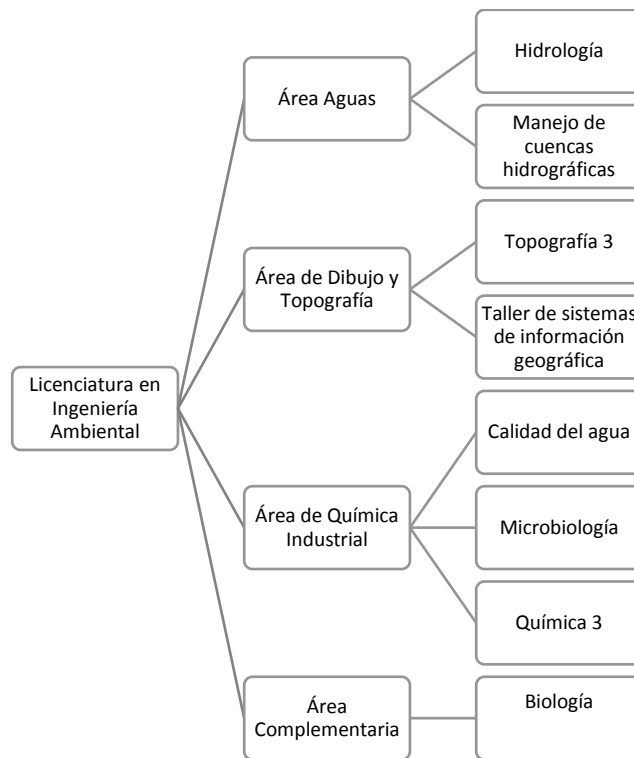 Licenciatura en
Ingeniería
Ambiental
Área Aguas
Hidrología
Manejo de
cuencas
hidrográficas
Área de Dibujo y
Topografía
Topografía 3
Taller de sistemas
de información
geográfica
Área de Química
Industrial
Calidad del agua
Microbiología
Química 3
Área
Complementaria
Biología